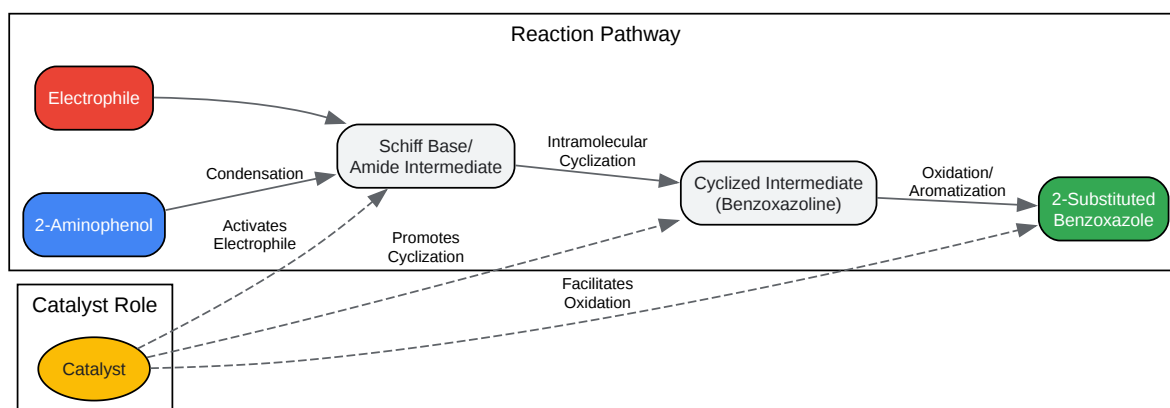 Reaction Pathway
Electrophile
2-Aminophenol
Condensation
Schiff Base/
Amide Intermediate
Intramolecular
Cyclization
Cyclized Intermediate
(Benzoxazoline)
Oxidation/
Aromatization
2-Substituted
Benzoxazole
Activates
Electrophile
Promotes
Cyclization
Facilitates
Oxidation
Catalyst Role
Catalyst